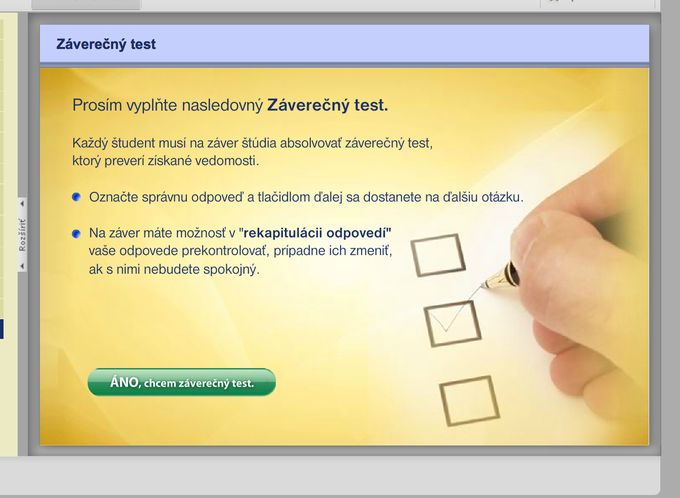 Záverečný test
Prosím vyplňte nasledovný Záverečný test.
Každý študent musí na záver štúdia absolvovať záverečný test,
ktorý preverí získané vedomosti.
Označte správnu odpoveď a tlačidlom ďalej sa dostanete na ďalšiu otázku.
Na záver máte možnosť v "rekapitulácii odpovedí"
vaše odpovede prekontrolovať, prípadne ich zmeniť,
ak s nimi nebudete spokojný.
ÁNO, chcem záverečný test.
Rozšíriť